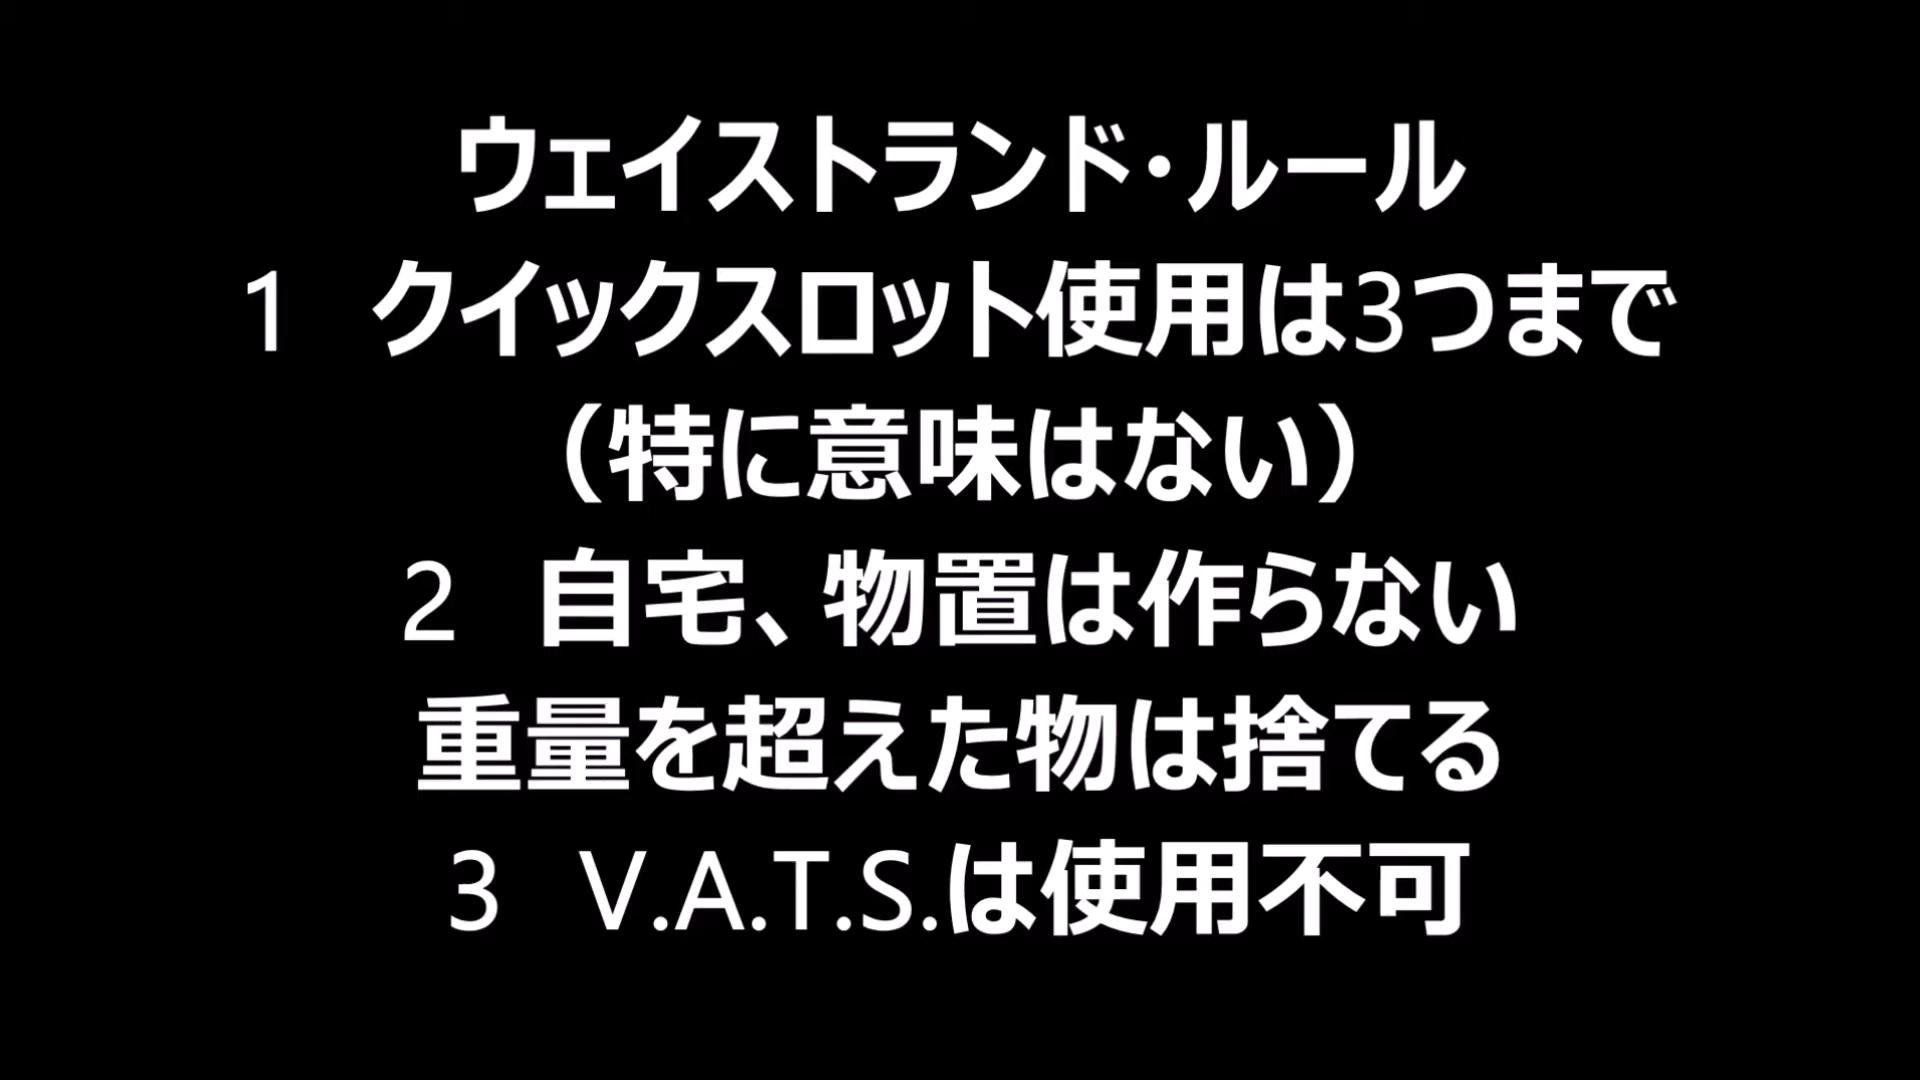 ウェイストランド・ルール
1　クイックスロット使用は3つまで
（特に意味はない）
2　自宅、物置は作らない
重量を超えた物は捨てる
3　V.A.T.S.は使用不可